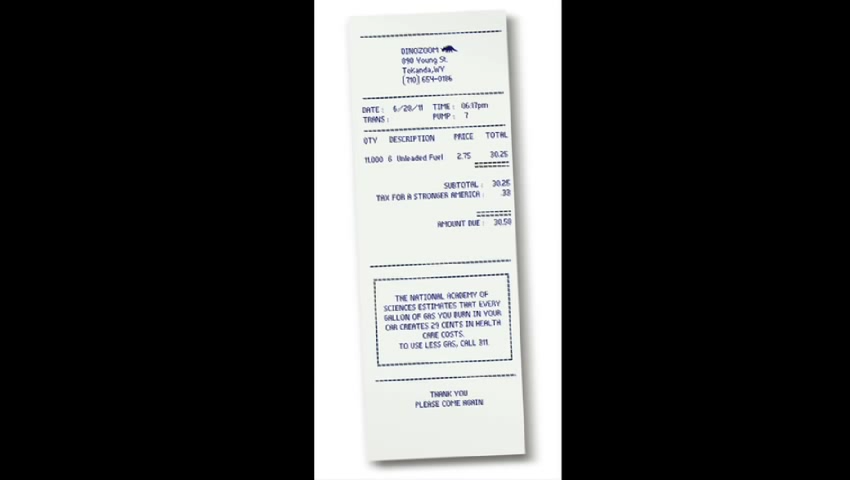 DINOZOOM
090 Young St.
Tokanda,WY
(710) 654-0186
DATE: 6/28/11 TIME: 06:17pm
TRANS: PUMP: 7
QTY DESCRIPTION PRICE TOTAL
11.000 G Unleaded Fuel 2.75 30.25
SUBTOTAL: 30.25
TAX FOR A STRONGER AMERICA: .33
AMOUNT DUE: 30.58
THE NATIONAL ACADEMY OF
SCIENCES ESTIMATES THAT EVERY
GALLON OF GAS YOU BURN IN YOUR
CAR CREATES 29 CENTS IN HEALTH
CARE COSTS.
TO USE LESS GAS, CALL 311.
THANK YOU
PLEASE COME AGAIN